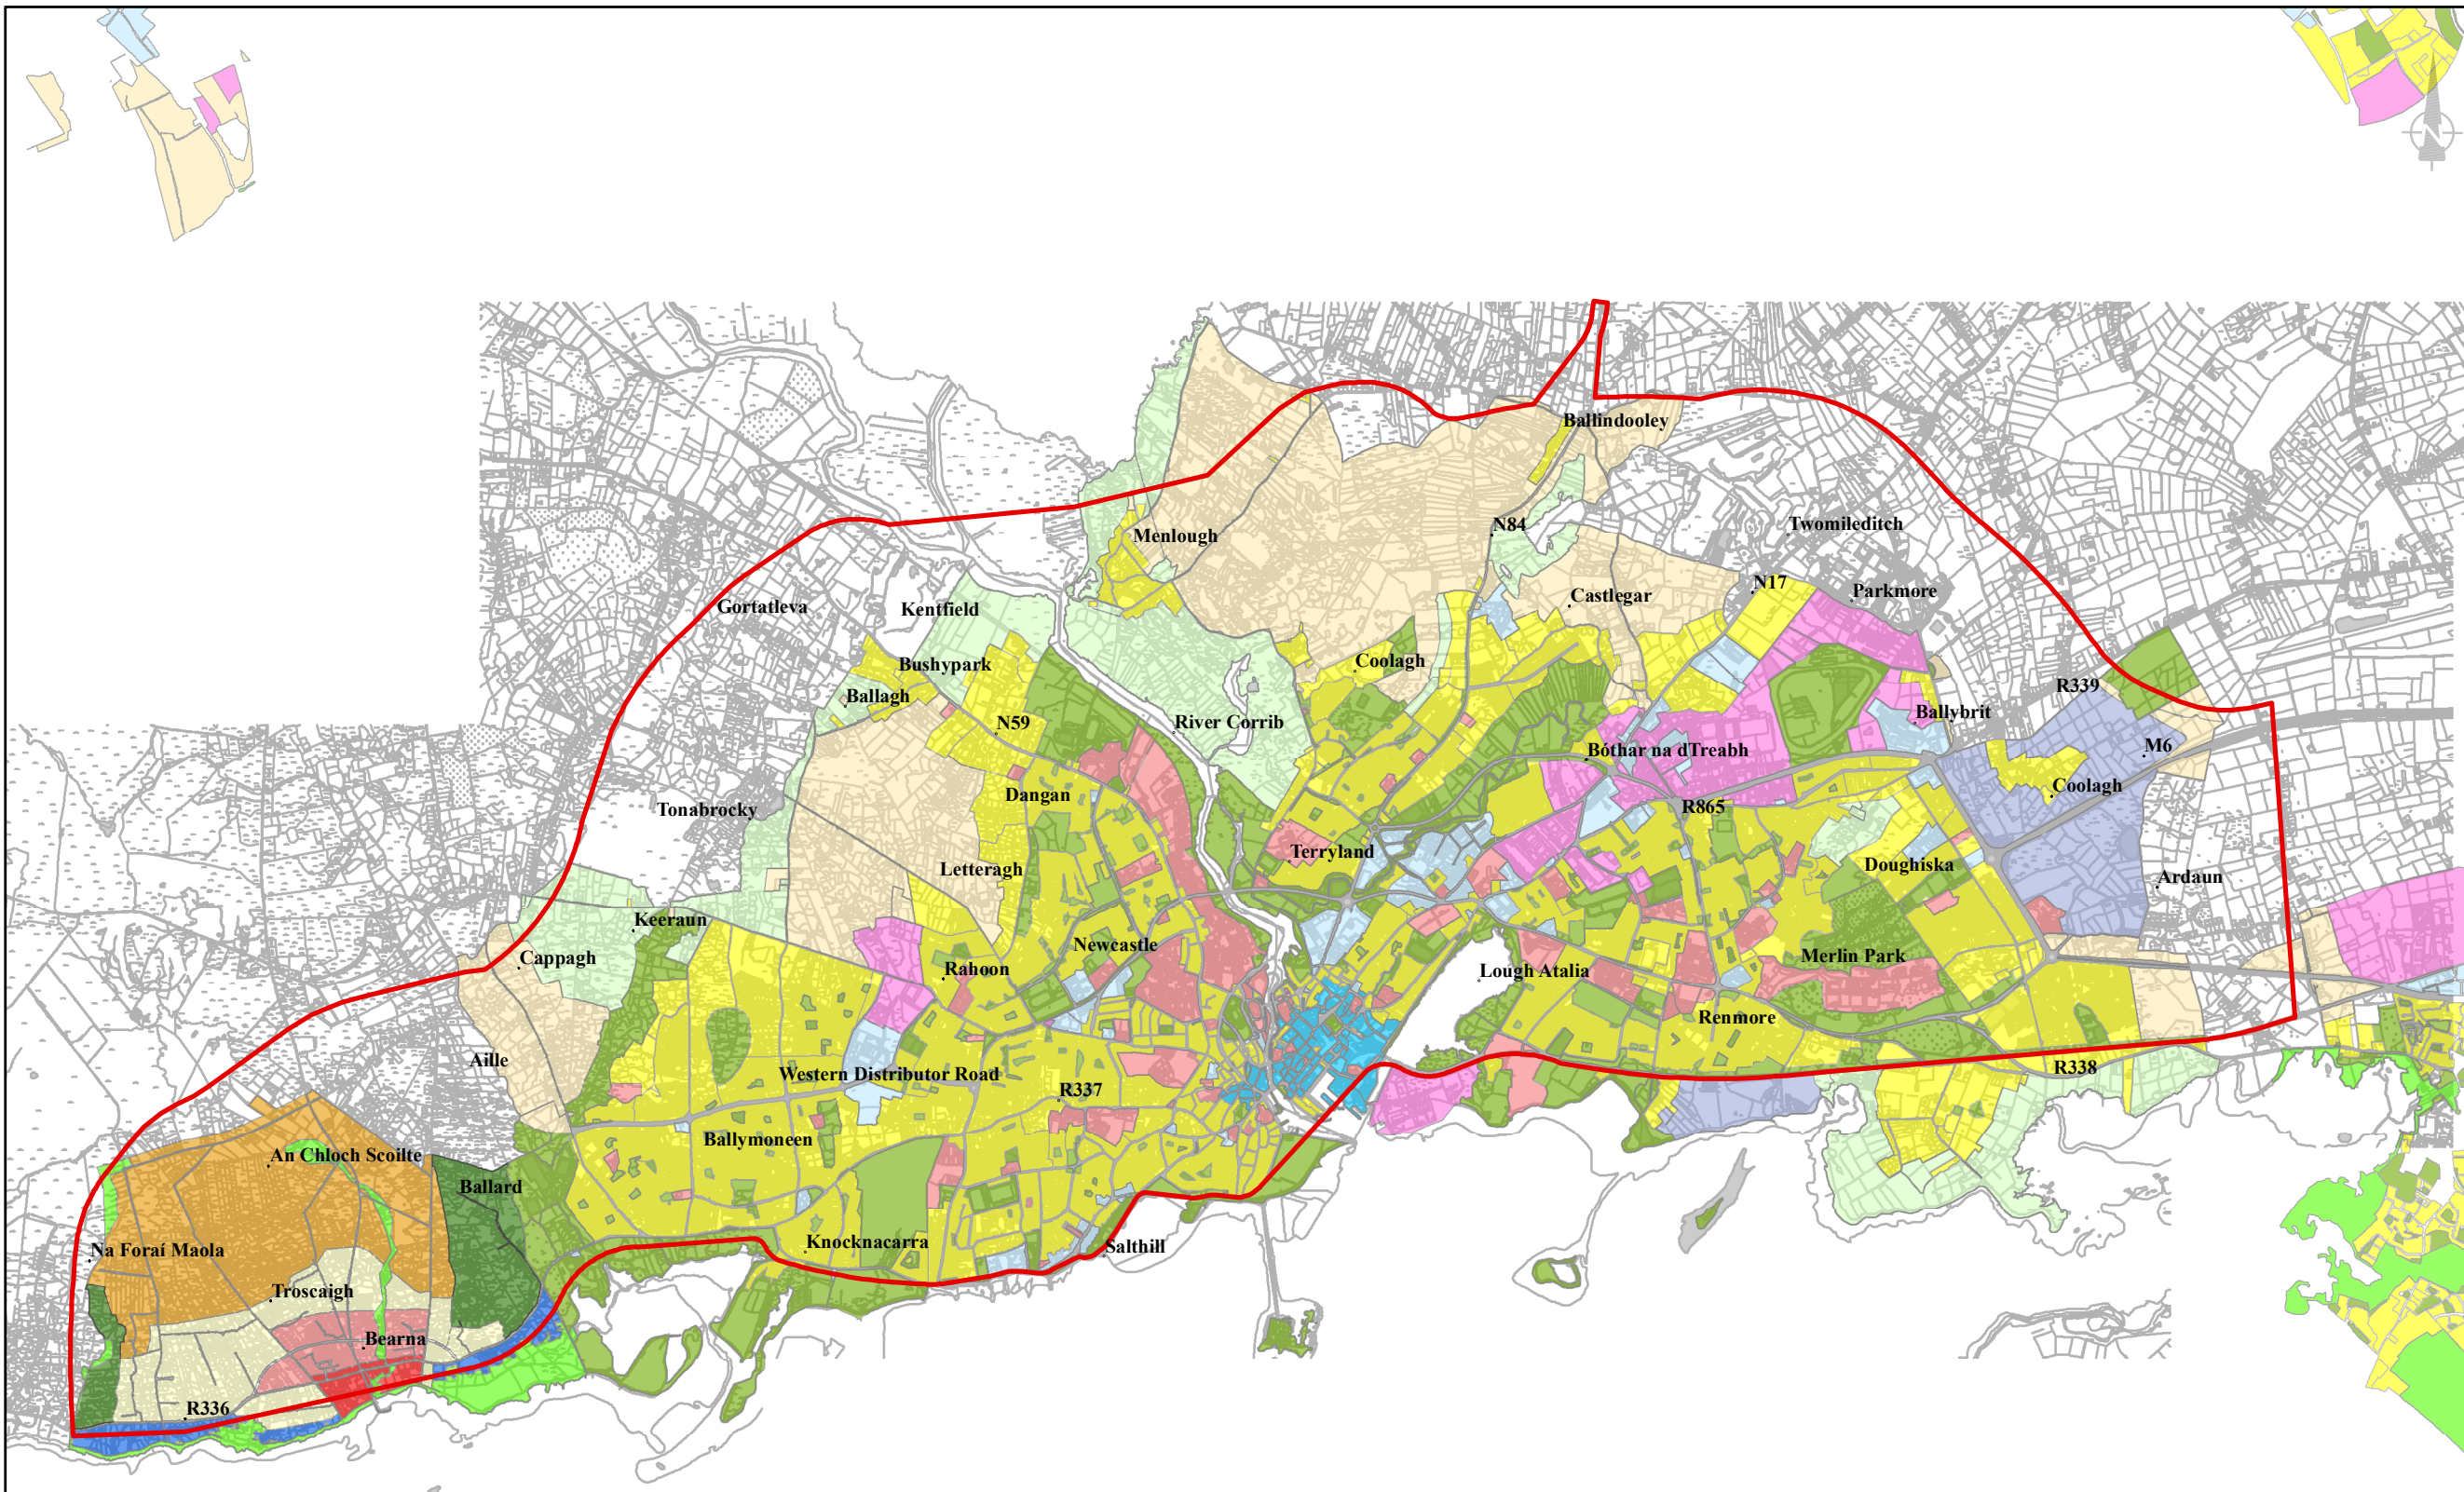 N
Ballindooley
N84
Twomileditch
Menlough
N17
Parkmore
Castlegar
Gortatleva
Kentfield
Bushypark
Coolagh
R339
Ballagh
River Corrib
N59
Ballybrit
Bóthar na dTreabh
M6
Coolagh
Dangan
Tonabrocky
R865
Terryland
Letteragh
Doughiska
Ardaun
Keeraun
Newcastle
Cappagh
Rahoon
Lough Atalia
Merlin Park
Renmore
Aille
Western Distributor Road
R337
R338
Ballymoneen
An Chloch Scoilte
Ballard
Na Foraí Maola
Knocknacarra
Salthill
Troscaigh
Bearna
R336